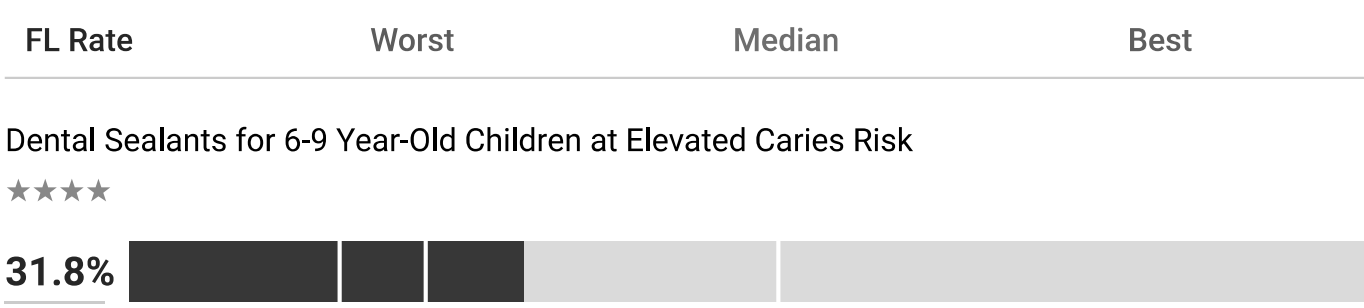 FL Rate Worst Median Best
Dental Sealants for 6-9 Year-Old Children at Elevated Caries Risk
★★★★
31.8%